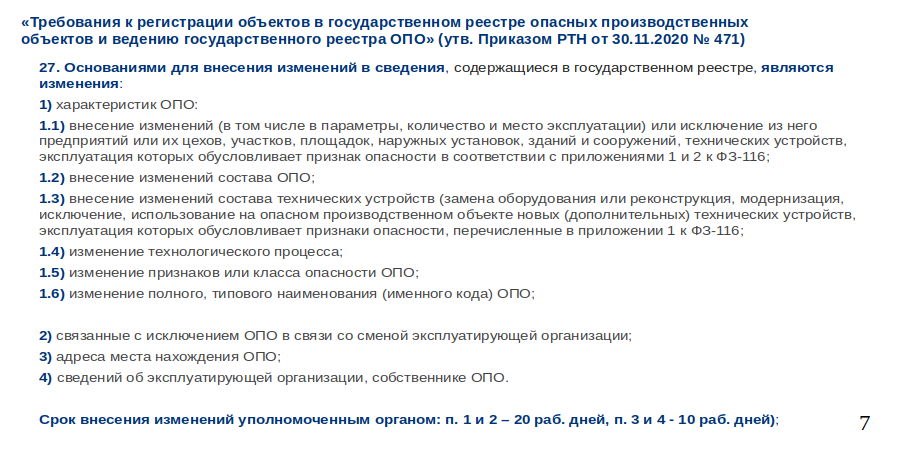 «Требования к регистрации объектов в государственном реестре опасных производственных
объектов и ведению государственного реестра ОПО» (утв. Приказом РТН от 30.11.2020 № 471)
27. Основаниями для внесения изменений в сведения, содержащиеся в государственном реестре, являются
изменения:
1) характеристик ОПО:
1.1) внесение изменений (в том числе в параметры, количество и место эксплуатации) или исключение из него
предприятий или их цехов, участков, площадок, наружных установок, зданий и сооружений, технических устройств,
эксплуатация которых обусловливает признак опасности в соответствии с приложениями 1 и 2 к ФЗ-116;
1.2) внесение изменений состава ОПО;
1.3) внесение изменений состава технических устройств (замена оборудования или реконструкция, модернизация,
исключение, использование на опасном производственном объекте новых (дополнительных) технических устройств,
эксплуатация которых обусловливает признаки опасности, перечисленные в приложении 1 к ФЗ-116;
1.4) изменение технологического процесса;
1.5) изменение признаков или класса опасности ОПО;
1.6) изменение полного, типового наименования (именного кода) ОПО;
2) связанные с исключением ОПО в связи со сменой эксплуатирующей организации;
3) адреса места нахождения ОПО;
4) сведений об эксплуатирующей организации, собственнике ОПО.
Срок внесения изменений уполномоченным органом: п. 1 и 2 – 20 раб. дней, п. 3 и 4 - 10 раб. дней);
7